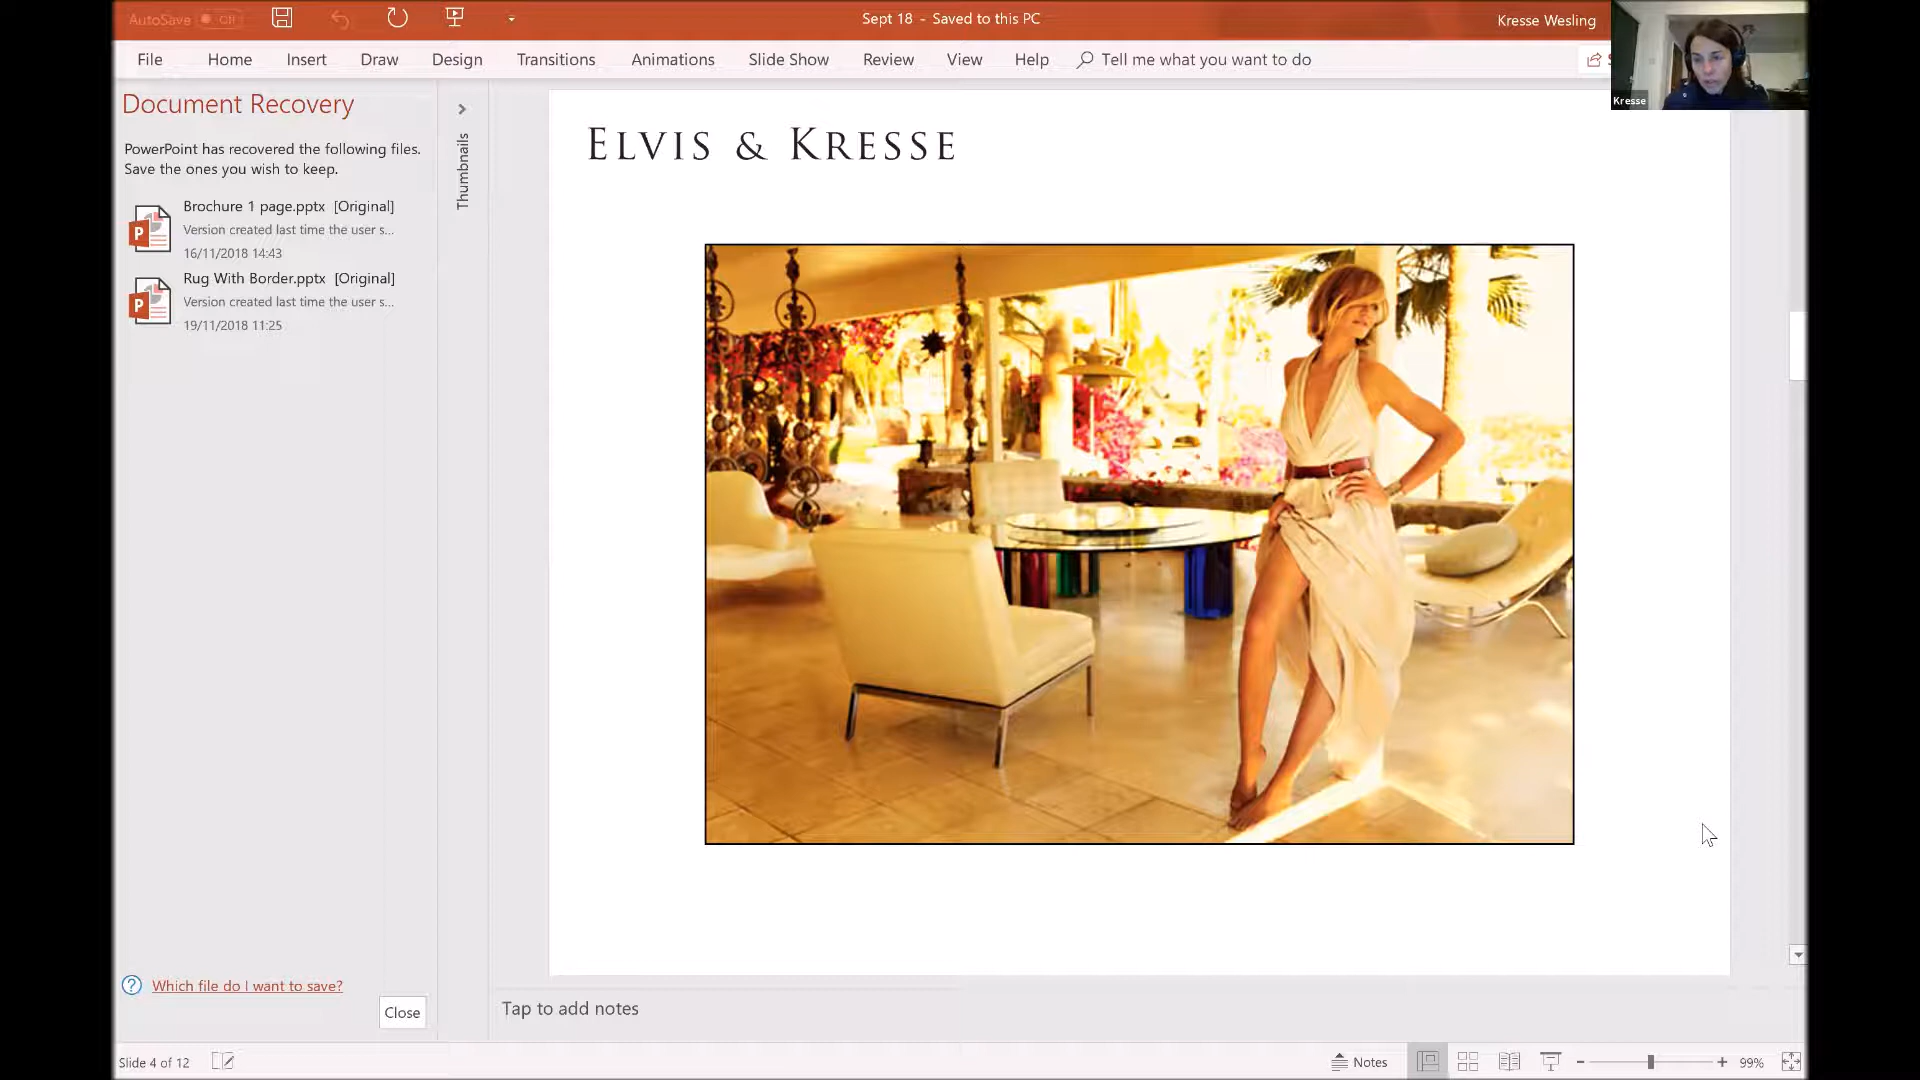 AutoSave Off
Sept 18 - Saved to this PC
Kresse Wesling
File Home Insert Draw Design Transitions Animations Slide Show Review View Help Tell me what you want to do
Kresse
Document Recovery
PowerPoint has recovered the following files.
Save the ones you wish to keep.
Brochure 1 page.pptx [Original]
Version created last time the user s...
16/11/2018 14:43
Rug With Border.pptx [Original]
Version created last time the user s...
19/11/2018 11:25
Which file do I want to save?
Close
Thumbnails
ELVIS & KRESSE
Tap to add notes
Slide 4 of 12
Notes
99%